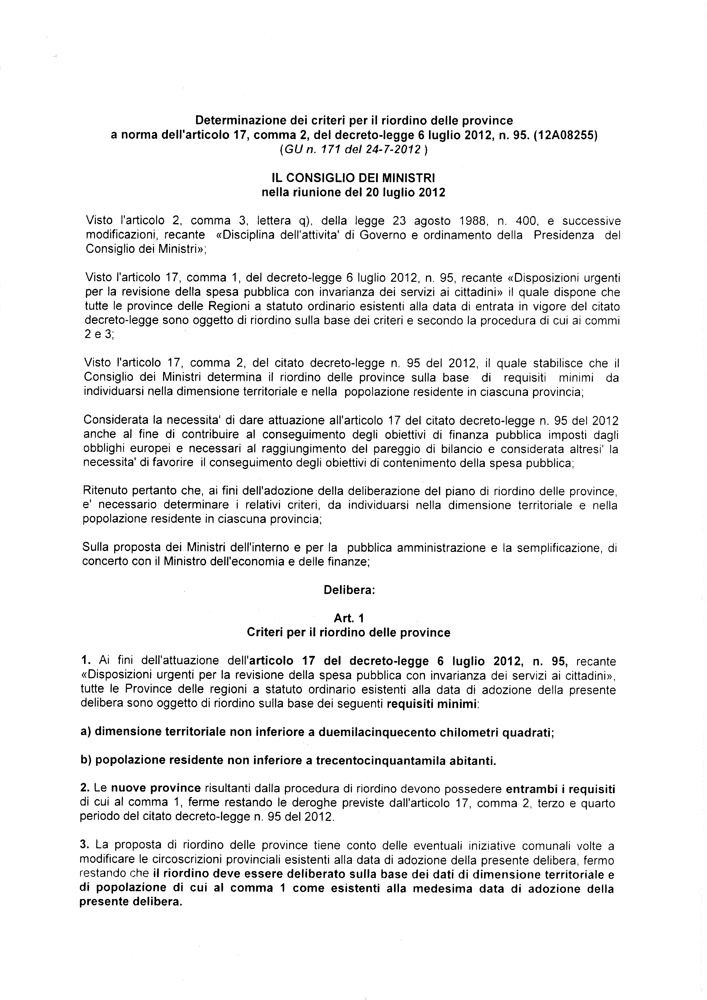 Determinazione dei criteri per il riordino delle province
a norma dell'articolo 17, comma 2, del decreto-legge 6 luglio 2012, n. 95. (12A08255)
(GU n. 171 del 24-7-2012 )
IL CONSIGLIO DEI MINISTRI
nella riunione del 20 luglio 2012
Visto l'articolo 2, comma 3, lettera q), della legge 23 agosto 1988, n. 400, e successive
modificazioni, recante «Disciplina dell'attivita' di Governo e ordinamento della Presidenza del
Consiglio dei Ministri»;
Visto l'articolo 17, comma 1, del decreto-legge 6 luglio 2012, n. 95, recante «Disposizioni urgenti
per la revisione della spesa pubblica con invarianza dei servizi ai cittadini» il quale dispone che
tutte le province delle Regioni a statuto ordinario esistenti alla data di entrata in vigore del citato
decreto-legge sono oggetto di riordino sulla base dei criteri e secondo la procedura di cui ai commi
2 e 3;
Visto l'articolo 17, comma 2, del citato decreto-legge n. 95 del 2012, il quale stabilisce che il
Consiglio dei Ministri determina il riordino delle province sulla base di requisiti minimi da
individuarsi nella dimensione territoriale e nella popolazione residente in ciascuna provincia;
Considerata la necessita' di dare attuazione all'articolo 17 del citato decreto-legge n. 95 del 2012
anche al fine di contribuire al conseguimento degli obiettivi di finanza pubblica imposti dagli
obblighi europei e necessari al raggiungimento del pareggio di bilancio e considerata altresi' la
necessita' di favorire il conseguimento degli obiettivi di contenimento della spesa pubblica;
Ritenuto pertanto che, ai fini dell'adozione della deliberazione del piano di riordino delle province,
e' necessario determinare i relativi criteri, da individuarsi nella dimensione territoriale e nella
popolazione residente in ciascuna provincia;
Sulla proposta dei Ministri dell'interno e per la pubblica amministrazione e la semplificazione, di
concerto con il Ministro dell'economia e delle finanze;
Delibera:
Art. 1
Criteri per il riordino delle province
1. Ai fini dell'attuazione dell'articolo 17 del decreto-legge 6 luglio 2012, n. 95, recante
«Disposizioni urgenti per la revisione della spesa pubblica con invarianza dei servizi ai cittadini»,
tutte le Province delle regioni a statuto ordinario esistenti alla data di adozione della presente
delibera sono oggetto di riordino sulla base dei seguenti requisiti minimi:
a) dimensione territoriale non inferiore a duemilacinquecento chilometri quadrati;
b) popolazione residente non inferiore a trecentocinquantamila abitanti.
2. Le nuove province risultanti dalla procedura di riordino devono possedere entrambi i requisiti
di cui al comma 1, ferme restando le deroghe previste dall'articolo 17, comma 2, terzo e quarto
periodo del citato decreto-legge n. 95 del 2012.
3. La proposta di riordino delle province tiene conto delle eventuali iniziative comunali volte a
modificare le circoscrizioni provinciali esistenti alla data di adozione della presente delibera, fermo
restando che il riordino deve essere deliberato sulla base dei dati di dimensione territoriale e
di popolazione di cui al comma 1 come esistenti alla medesima data di adozione della
presente delibera.